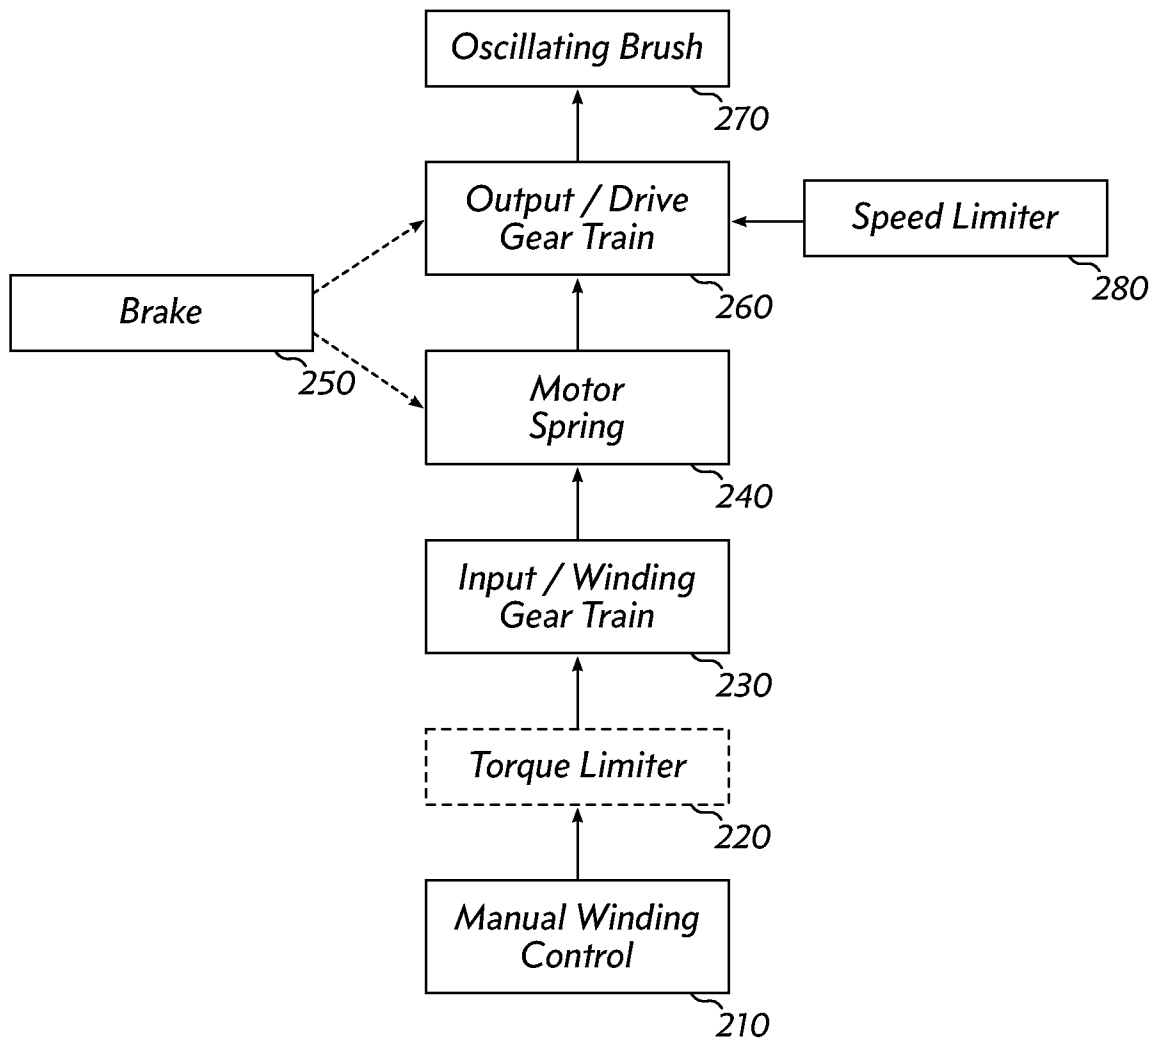 Oscillating Brush
270
Output / Drive
Gear Train
260
Speed Limiter
280
Brake
250
Motor
Spring
240
Input / Winding
Gear Train
230
Torque Limiter
220
Manual Winding
Control
210